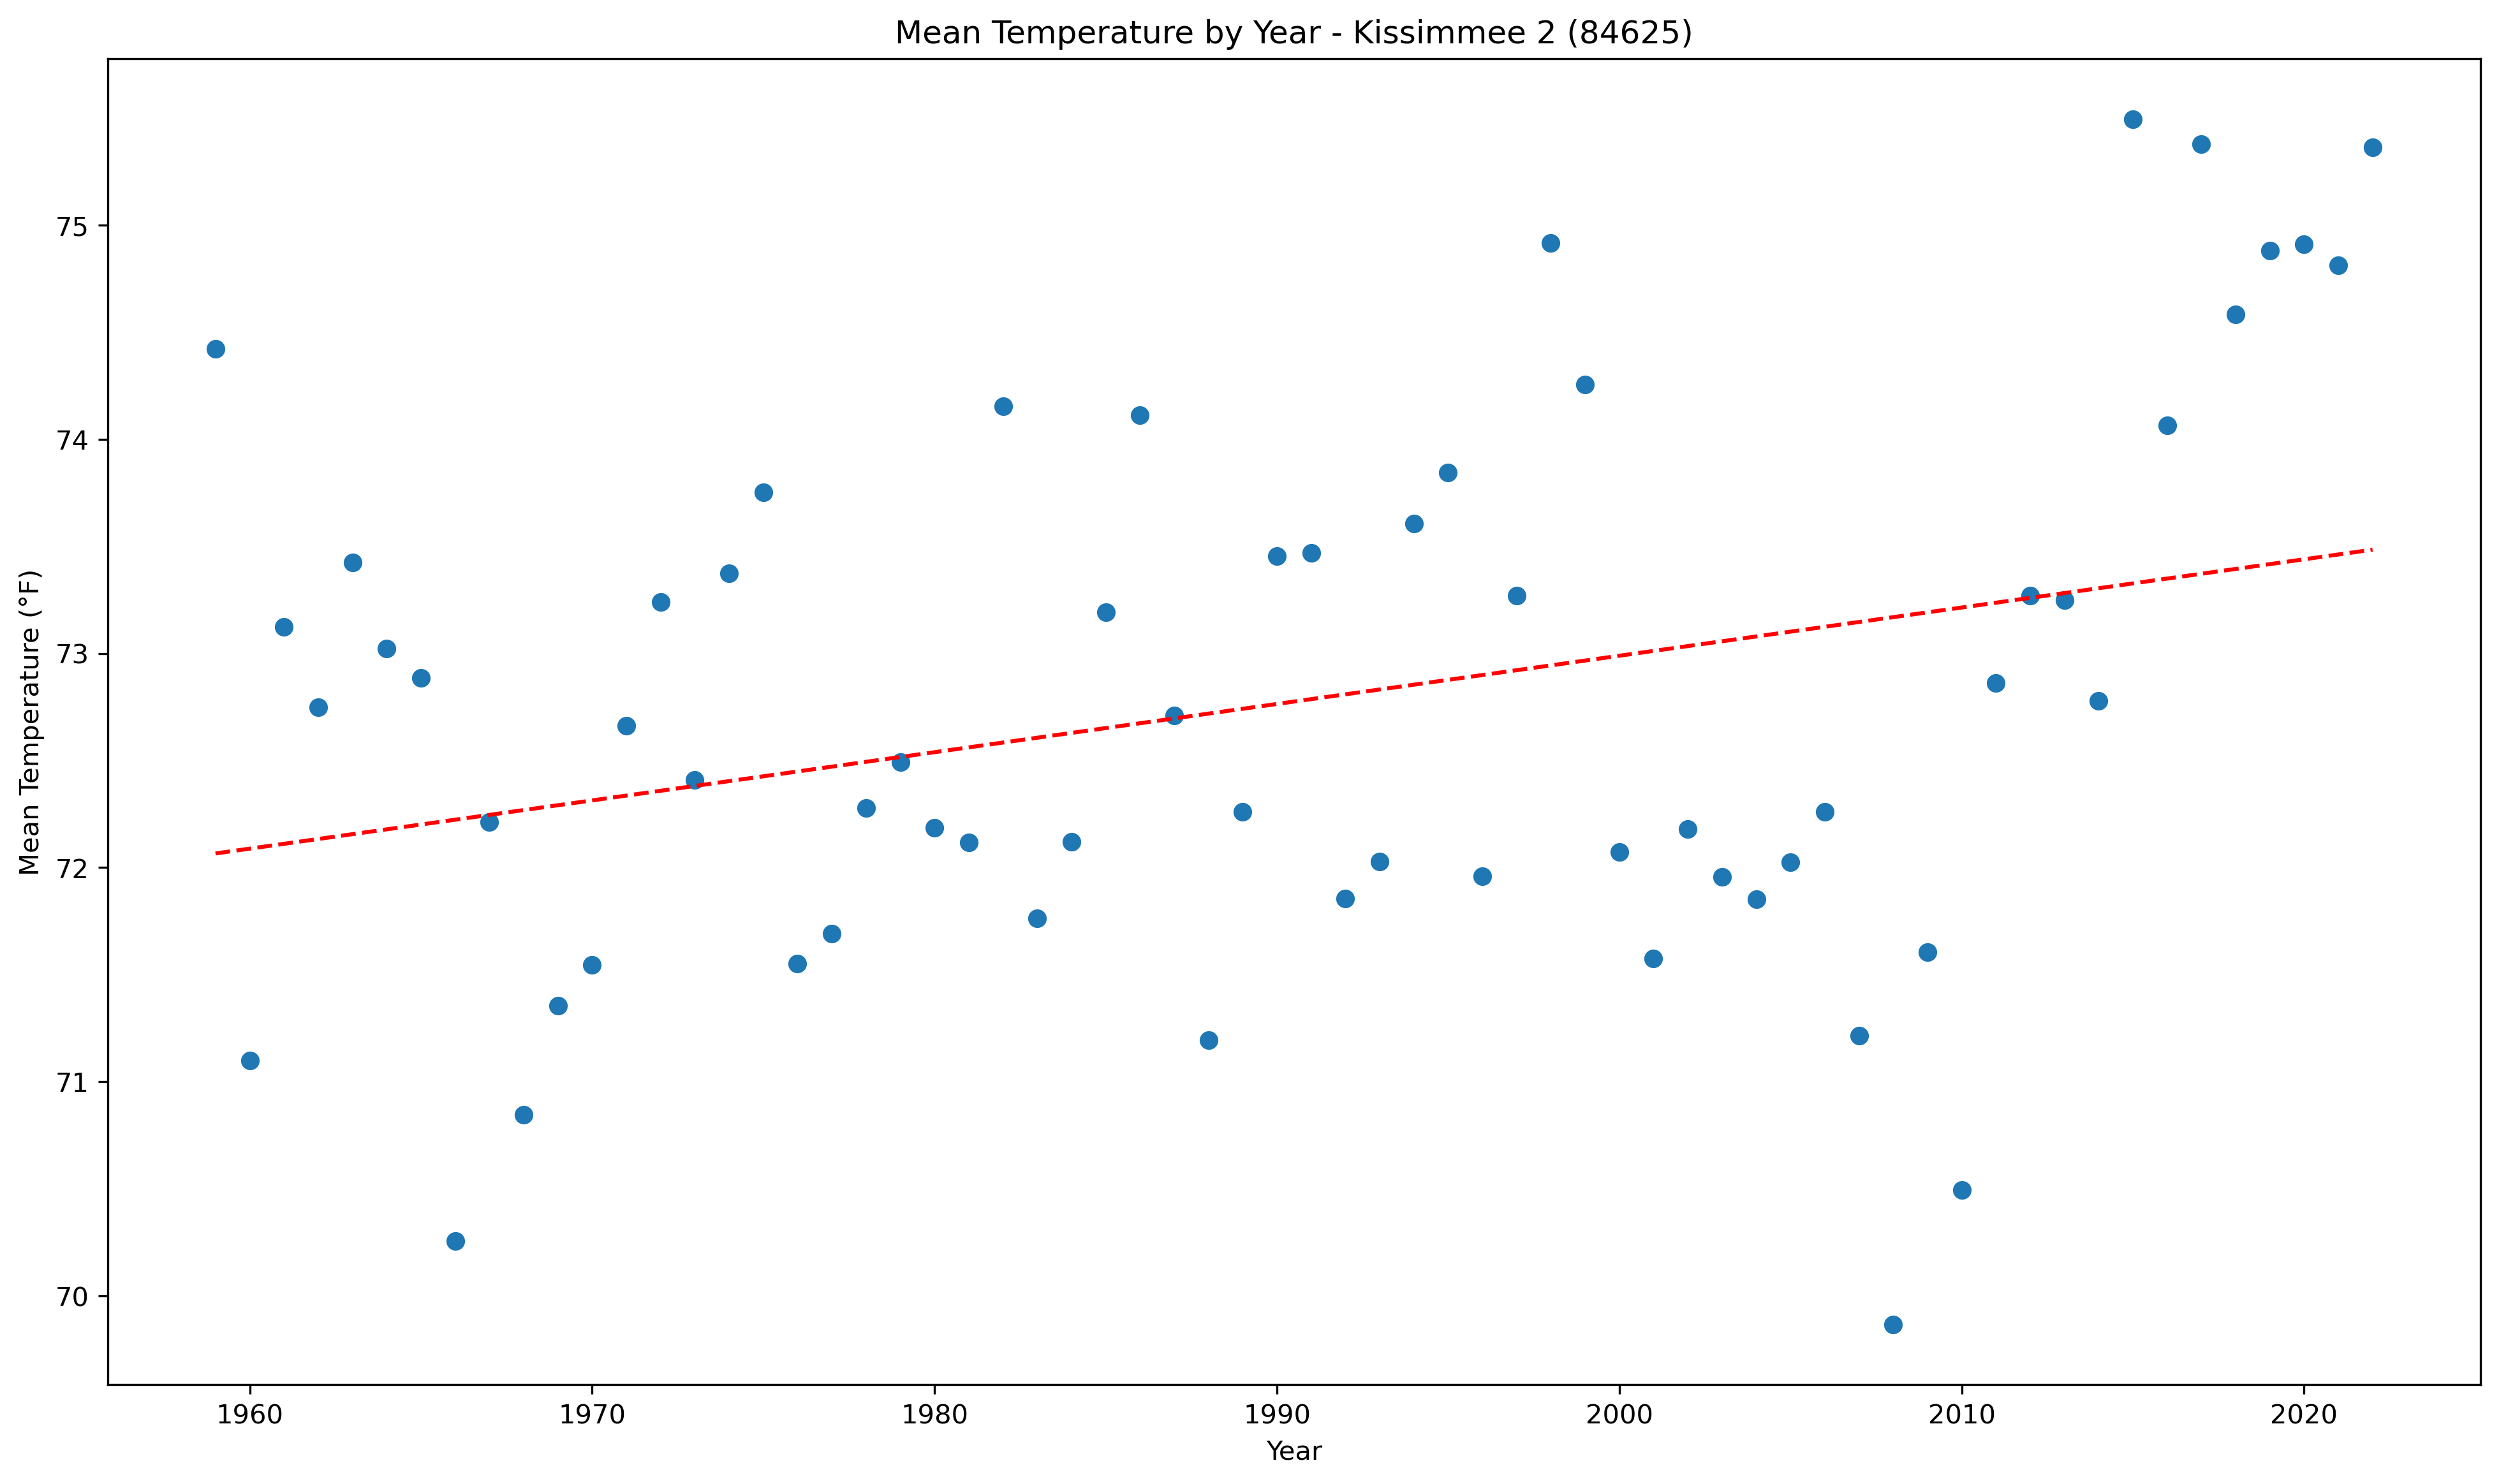 Mean Temperature by Year - Kissimmee 2 (84625)
Mean Temperature (°F)
75
74
73
72
71
70
1960 1970 1980 1990 2000 2010 2020
Year